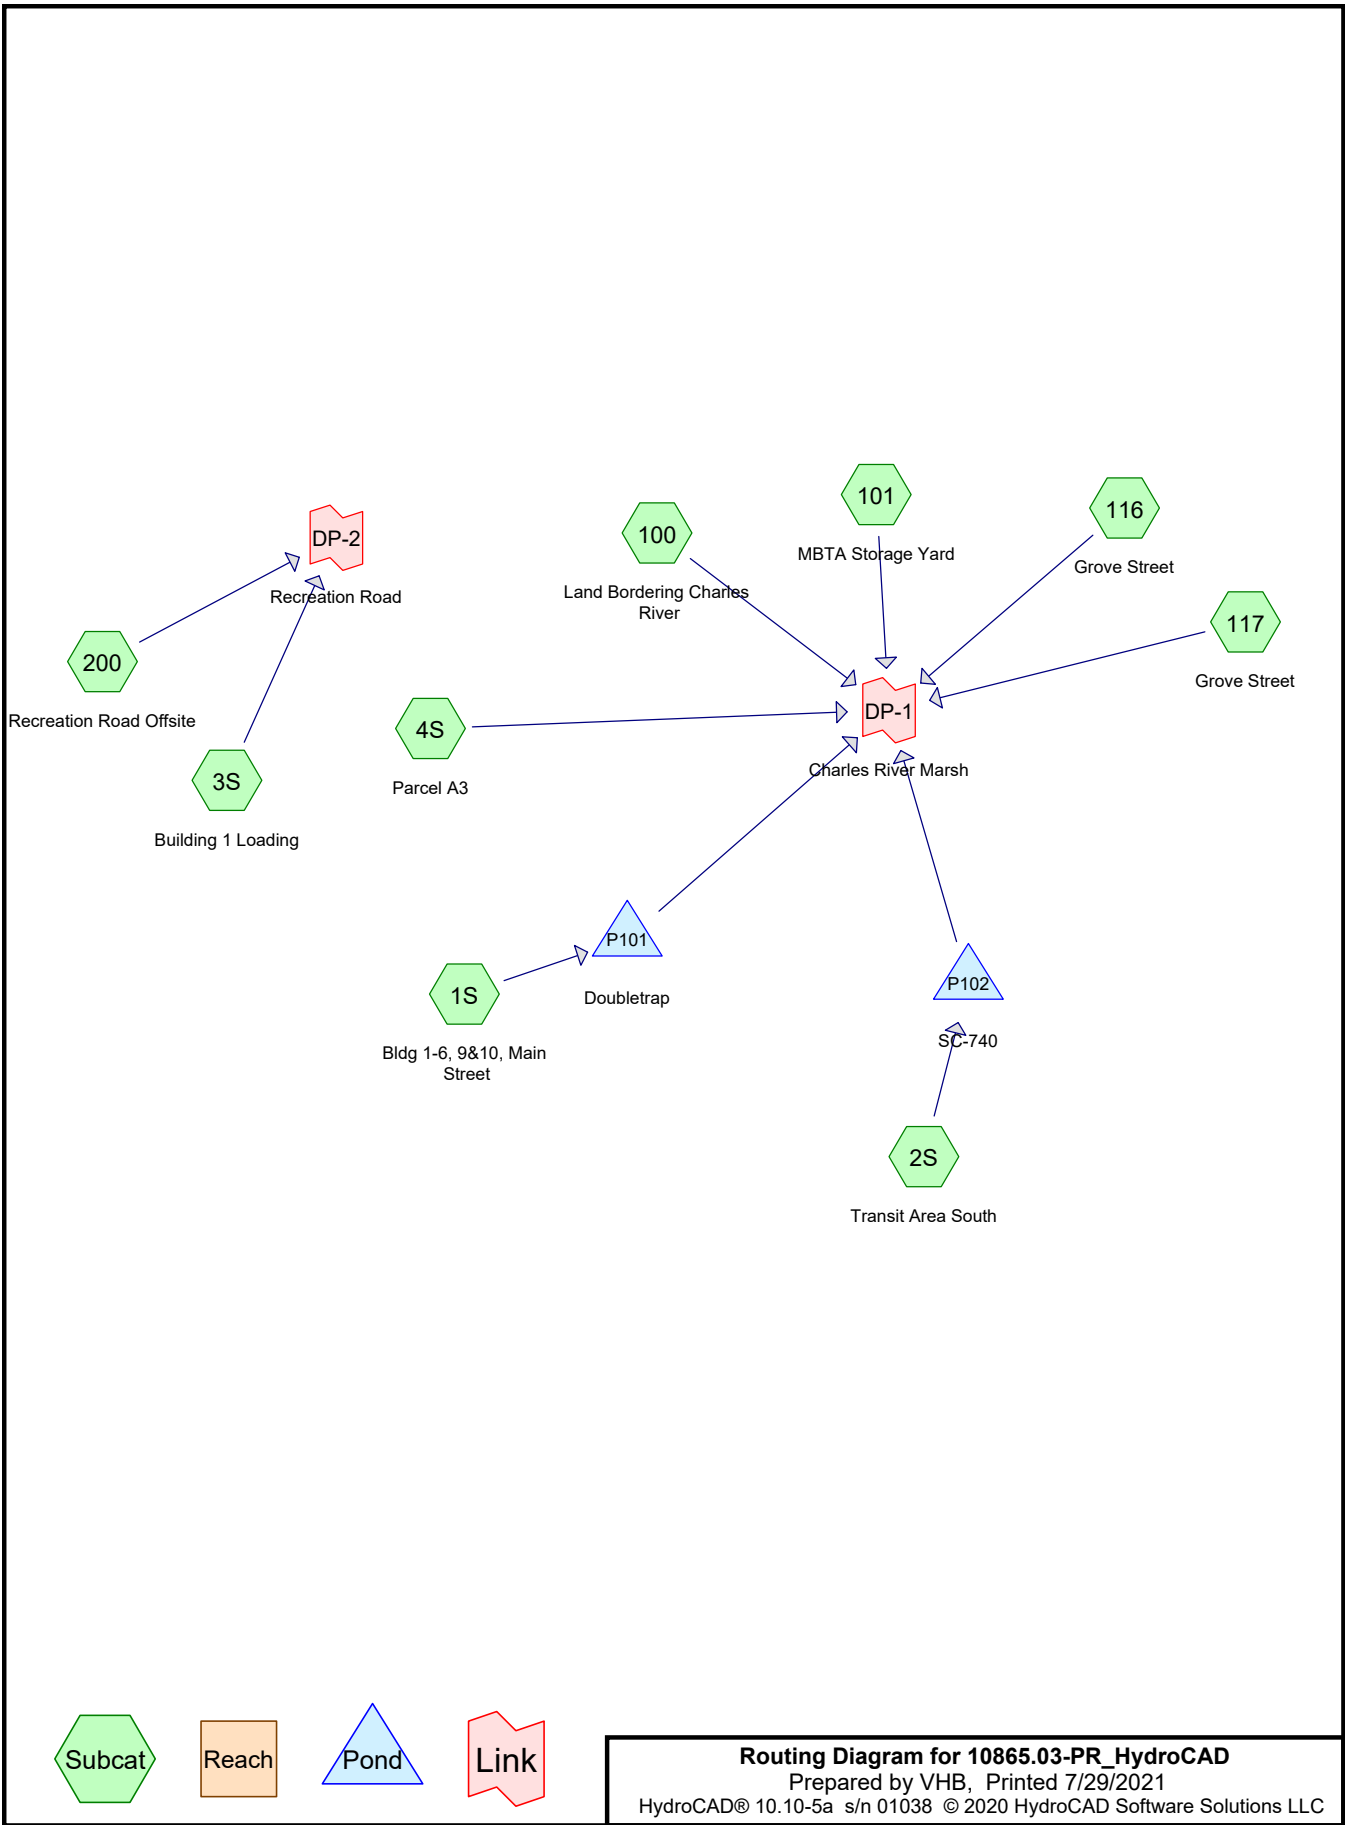 101
MBTA Storage Yard
116
Grove Street
DP-2
Recreation Road
100
Land Bordering Charles
River
117
Grove Street
200
Recreation Road Offsite
DP-1
Charles River Marsh
4S
Parcel A3
3S
Building 1 Loading
P101
Doubletrap
P102
SC-740
1S
Bldg 1-6, 9&10, Main
Street
2S
Transit Area South
Subcat
Reach
Pond
Link
Routing Diagram for 10865.03-PR_HydroCAD
Prepared by VHB,  Printed 7/29/2021
HydroCAD® 10.10-5a  s/n 01038  © 2020 HydroCAD Software Solutions LLC